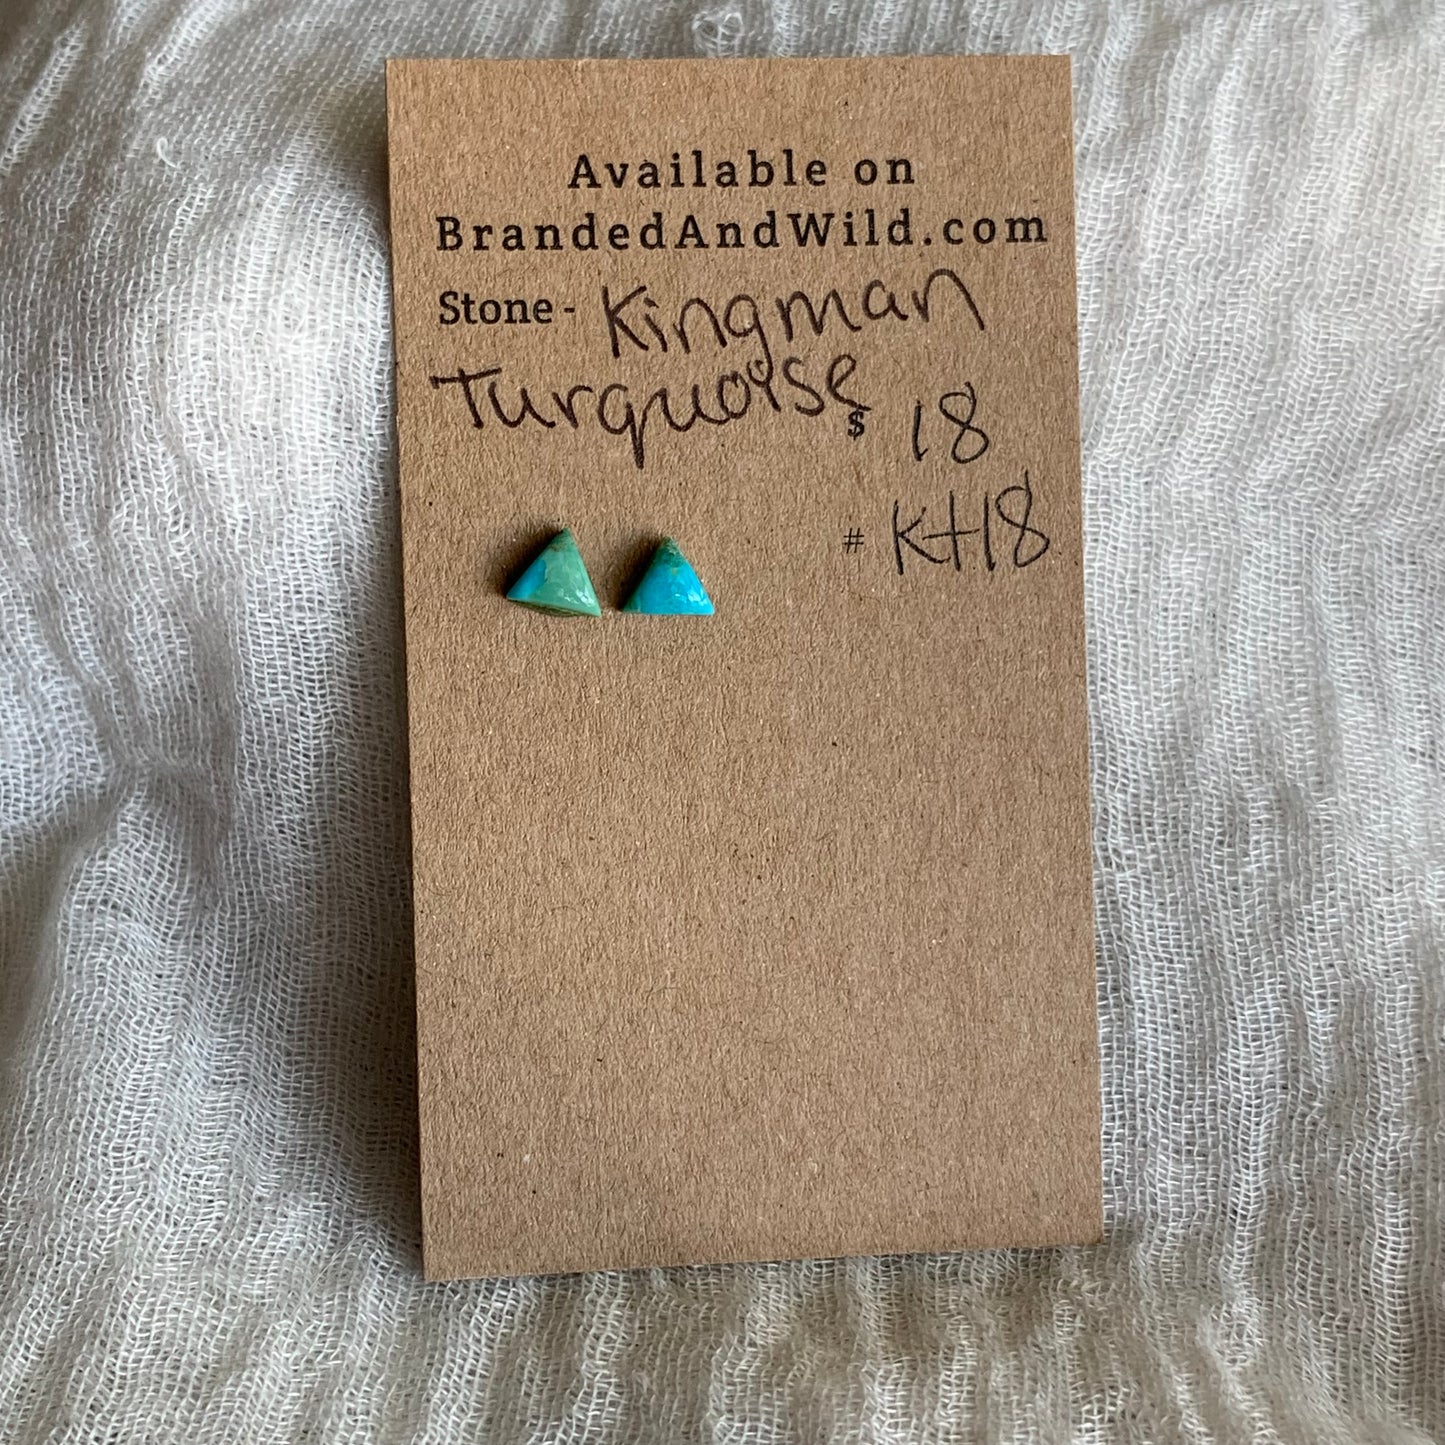 Available on
BrandedAndWild.com
Stone - Kingman
Turquoise
$ 18
# Kt18